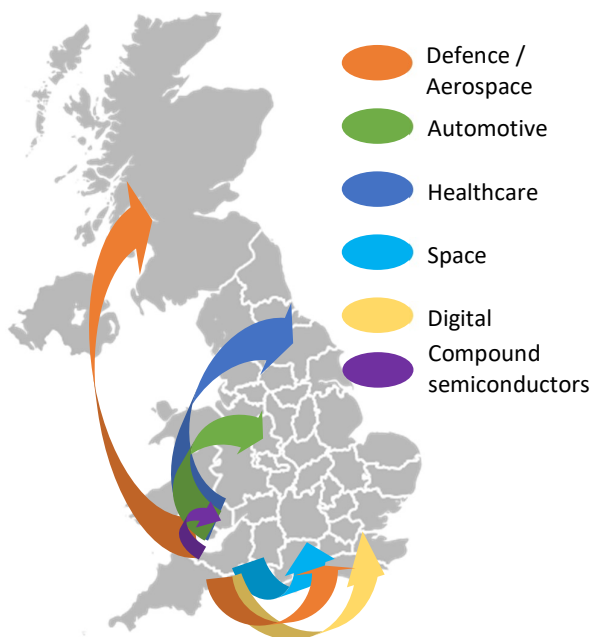 Defence /
Aerospace
Automotive
Healthcare
Space
Digital
Compound
semiconductors